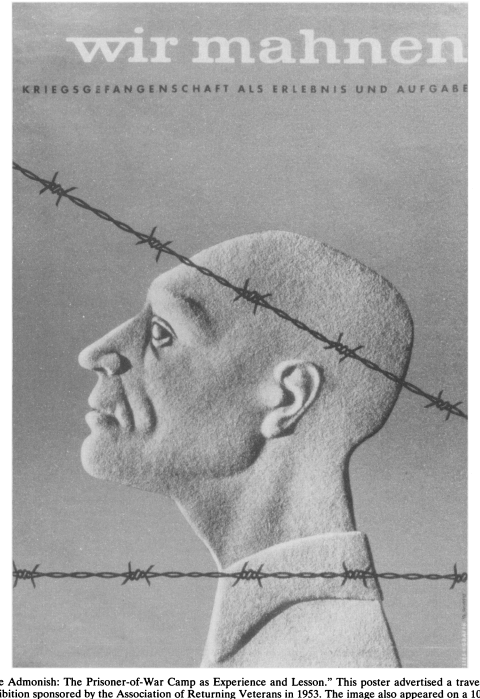 wir mahnen
KRIEGSGEFANGENSCHAFT ALS ERLEBNIS UND AUFGABE
e Admonish: The Prisoner-of-War Camp as Experience and Lesson.” This poster advertised a trave
ibition sponsored by the Association of Returning Veterans in 1953. The image also appeared on a 10